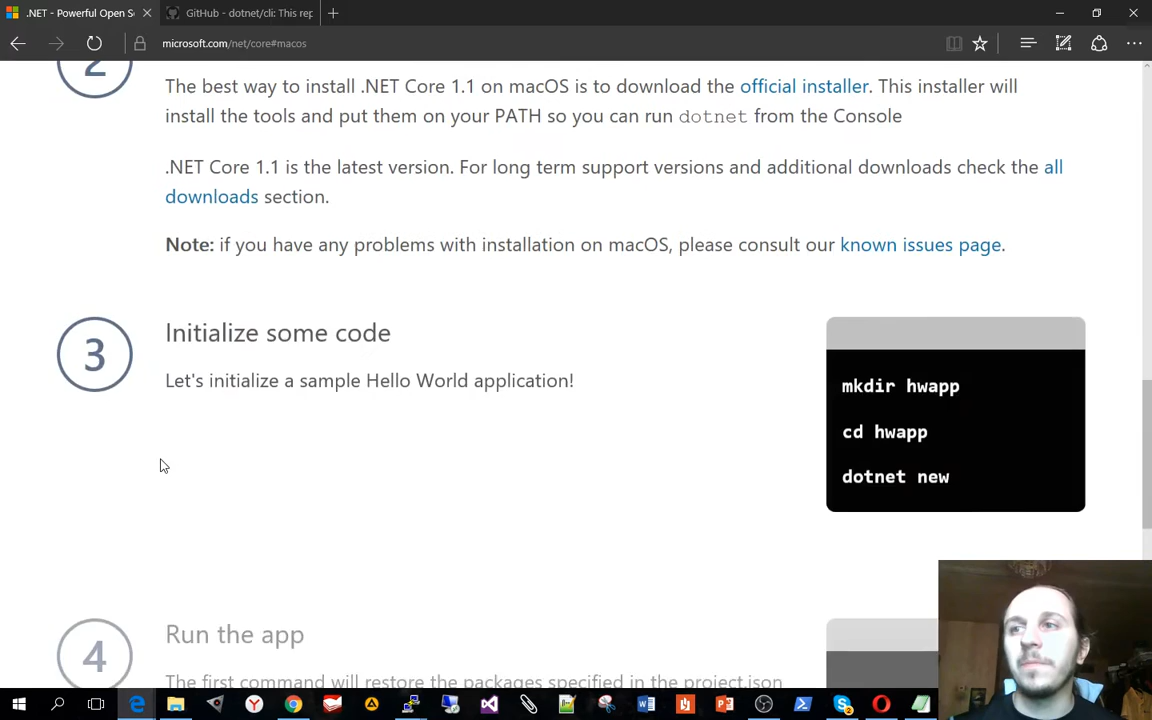 .NET - Powerful Open S
GitHub - dotnet/cli: This rep
microsoft.com/net/core#macos
2
The best way to install .NET Core 1.1 on macOS is to download the official installer. This installer will
install the tools and put them on your PATH so you can run dotnet from the Console
.NET Core 1.1 is the latest version. For long term support versions and additional downloads check the all
downloads section.
Note: if you have any problems with installation on macOS, please consult our known issues page.
3
Initialize some code
Let's initialize a sample Hello World application!
mkdir hwapp
cd hwapp
dotnet new
4
Run the app
The first command will restore the packages specified in the project.json